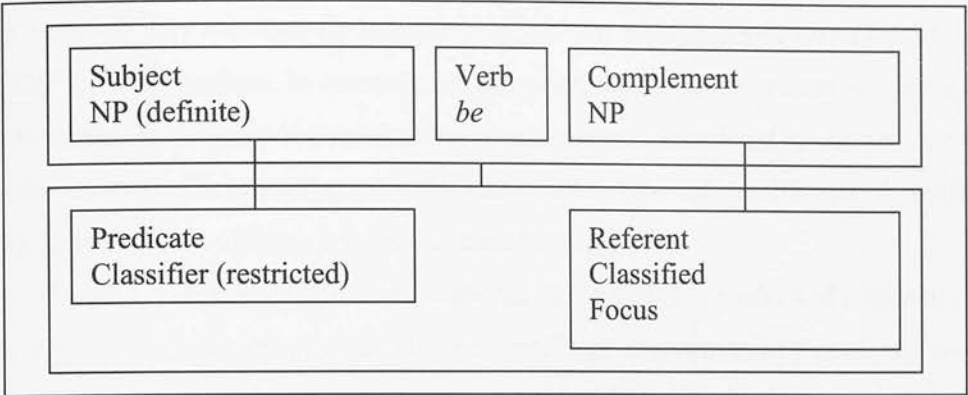 Subject
NP (definite)
Verb
be
Complement
NP
Predicate
Classifier (restricted)
Referent
Classified
Focus